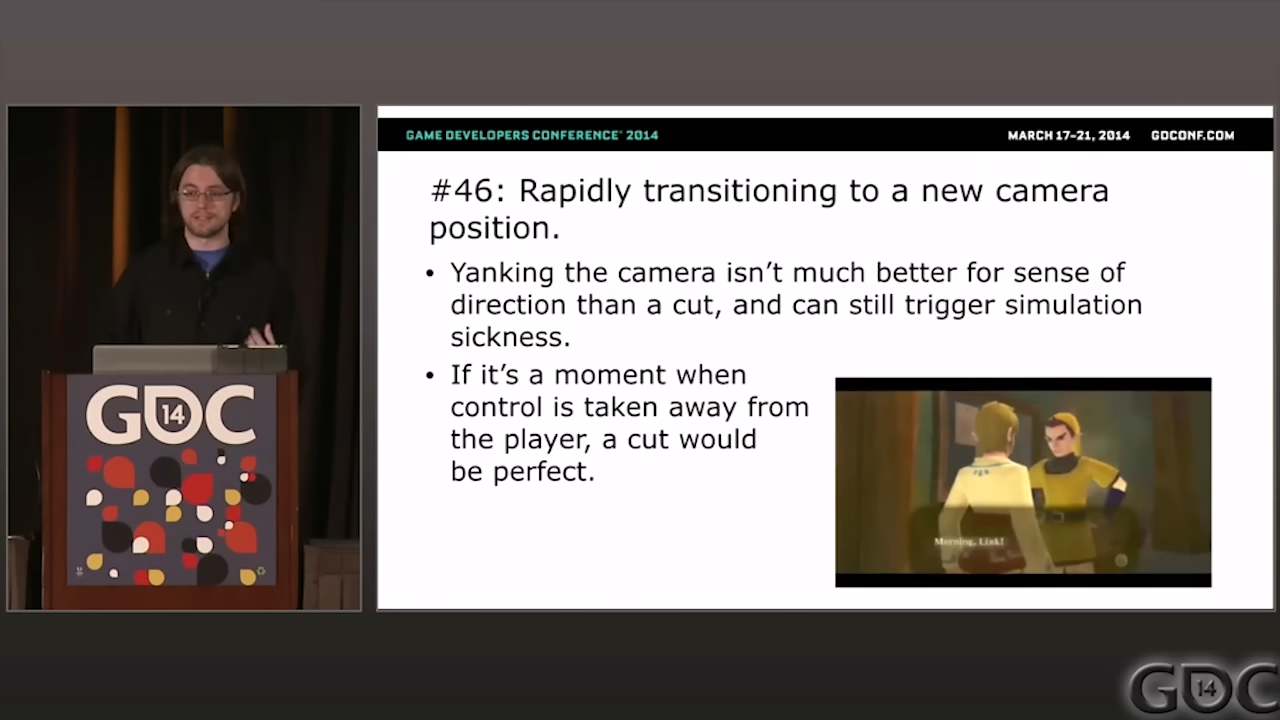 GAME DEVELOPERS CONFERENCE® 2014
MARCH 17–21, 2014 GDCONF.COM
#46: Rapidly transitioning to a new camera
position.
• Yanking the camera isn’t much better for sense of
direction than a cut, and can still trigger simulation
sickness.
• If it’s a moment when
control is taken away from
the player, a cut would
be perfect.
Morning, Link!
GDC
14
GDC
14